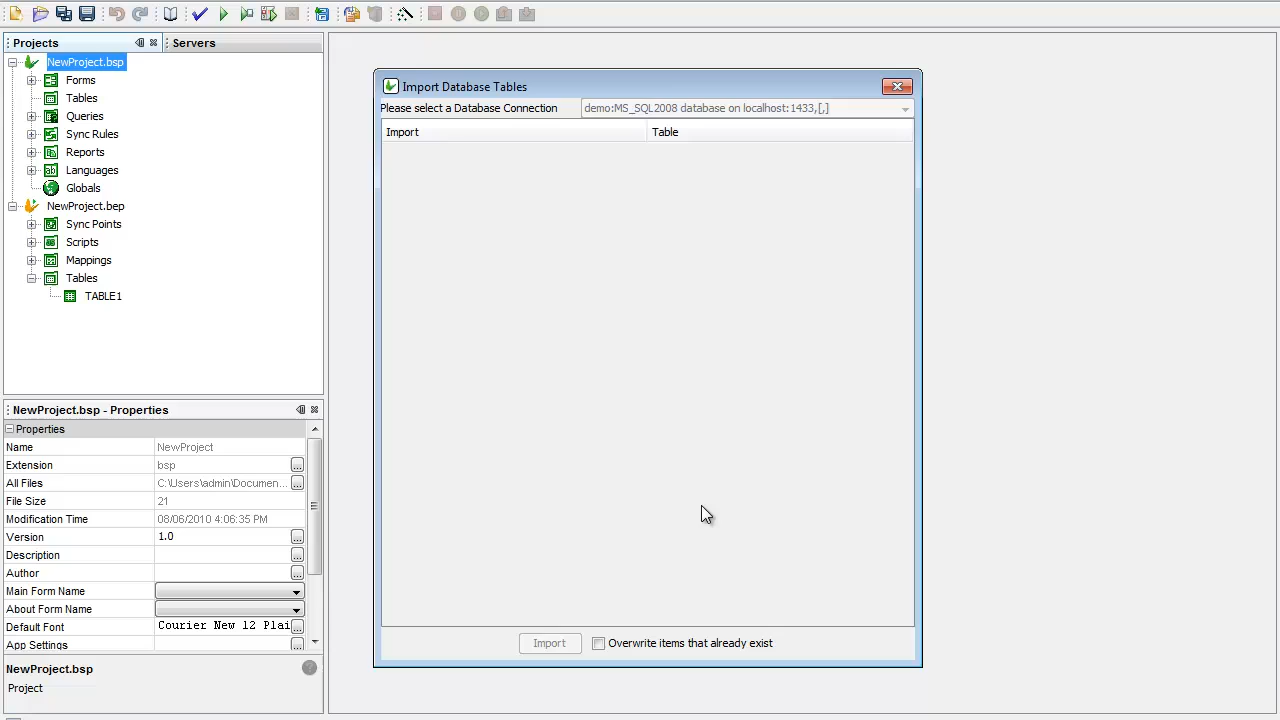 Projects
Servers
NewProject.bsp
Forms
Tables
Queries
Sync Rules
Reports
Languages
Globals
NewProject.bep
Sync Points
Scripts
Mappings
Tables
TABLE1
NewProject.bsp - Properties
Properties
Name NewProject
Extension bsp ...
All Files C:\Users\admin\Documen... ...
File Size 21
Modification Time 08/06/2010 4:06:35 PM
Version 1.0 ...
Description ...
Author ...
Main Form Name
About Form Name
Default Font Courier New 12 Plai ...
App Settings ...
NewProject.bsp
Project
Import Database Tables
Please select a Database Connection demo:MS_SQL2008 database on localhost:1433,[,]
Import Table
Import Overwrite items that already exist